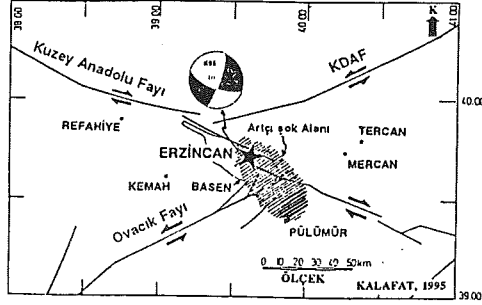 39.00
40.00
K
Kuzey Anadolu Fayı
KDAF
40.00
REFAHİYE
Artçı şok Alanı
TERCAN
ERZİNCAN
MERCAN
KEMAH
BASEN
Ovacık Fayı
PÜLÜMÜR
0 10 20 30 40 50km
ÖLÇEK
KALAFAT, 1995
39.00